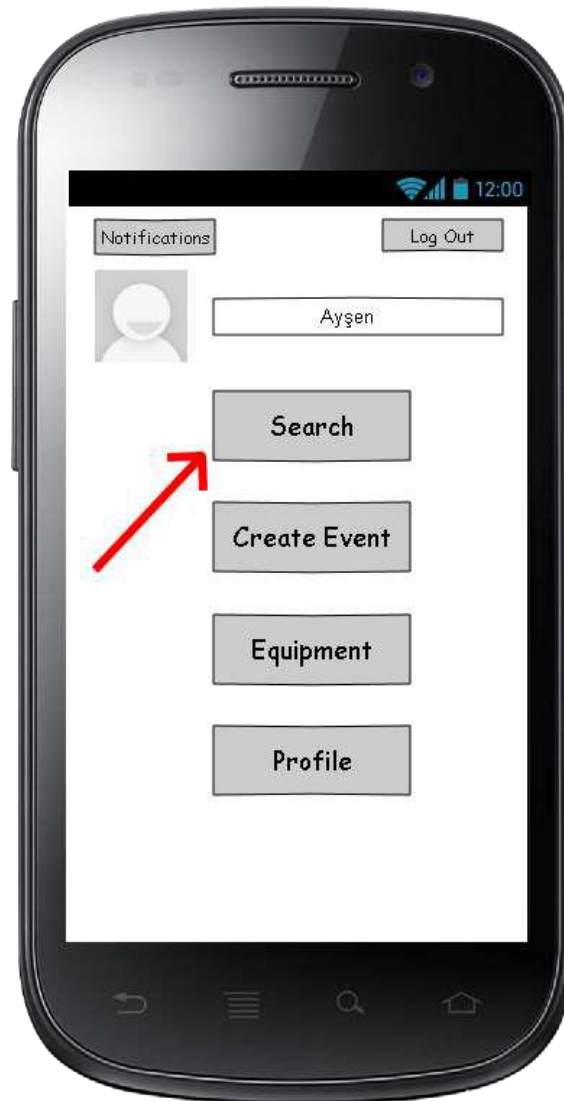 12:00
Notifications
Log Out
Ayşen
Search
Create Event
Equipment
Profile